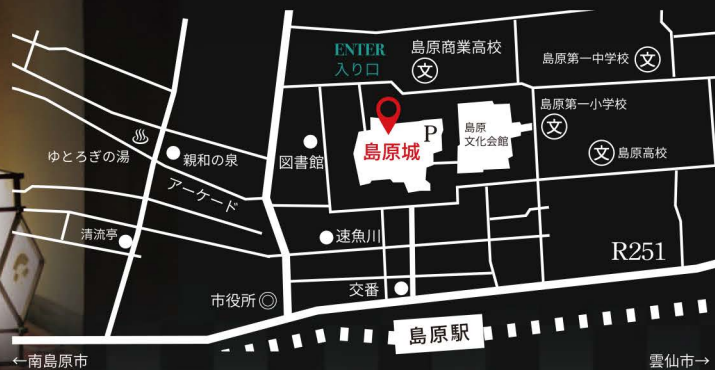 ENTER
入り口
島原商業高校
文
島原第一中学校
文
島原第一小学校
文
文
島原高校
島原
文化会館
P
島原城
図書館
ゆとろぎの湯
親和の泉
アーケード
清流亭
速魚川
R251
市役所
交番
島原駅
←南島原市
雲仙市→